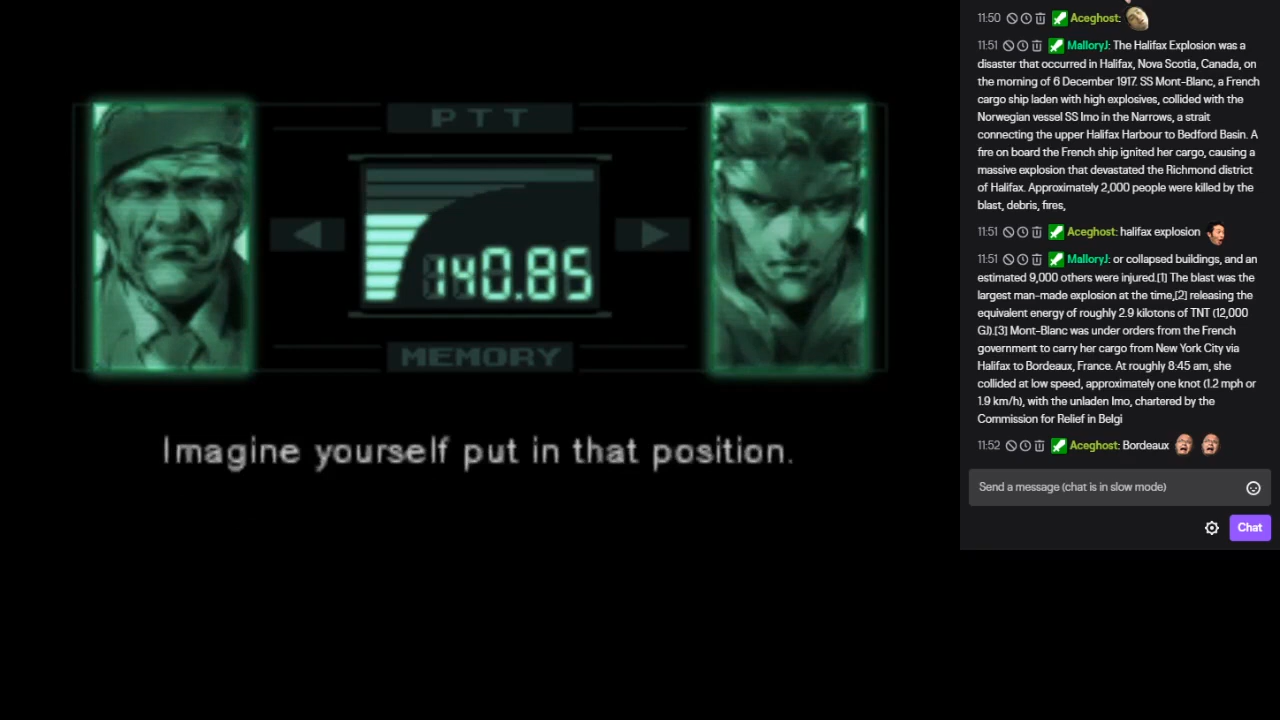 PTT
140.85
MEMORY
Imagine yourself put in that position.
11:50 Aceghost:
11:51 MalloryJ: The Halifax Explosion was a
disaster that occurred in Halifax, Nova Scotia, Canada, on
the morning of 6 December 1917. SS Mont-Blanc, a French
cargo ship laden with high explosives, collided with the
Norwegian vessel SS Imo in the Narrows, a strait
connecting the upper Halifax Harbour to Bedford Basin. A
fire on board the French ship ignited her cargo, causing a
massive explosion that devastated the Richmond district
of Halifax. Approximately 2,000 people were killed by the
blast, debris, fires,
11:51 Aceghost: halifax explosion
11:51 MalloryJ: or collapsed buildings, and an
estimated 9,000 others were injured.[1] The blast was the
largest man-made explosion at the time,[2] releasing the
equivalent energy of roughly 2.9 kilotons of TNT (12,000
GJ).[3] Mont-Blanc was under orders from the French
government to carry her cargo from New York City via
Halifax to Bordeaux, France. At roughly 8:45 am, she
collided at low speed, approximately one knot (1.2 mph or
1.9 km/h), with the unladen Imo, chartered by the
Commission for Relief in Belgi
11:52 Aceghost: Bordeaux
Send a message (chat is in slow mode)
Chat